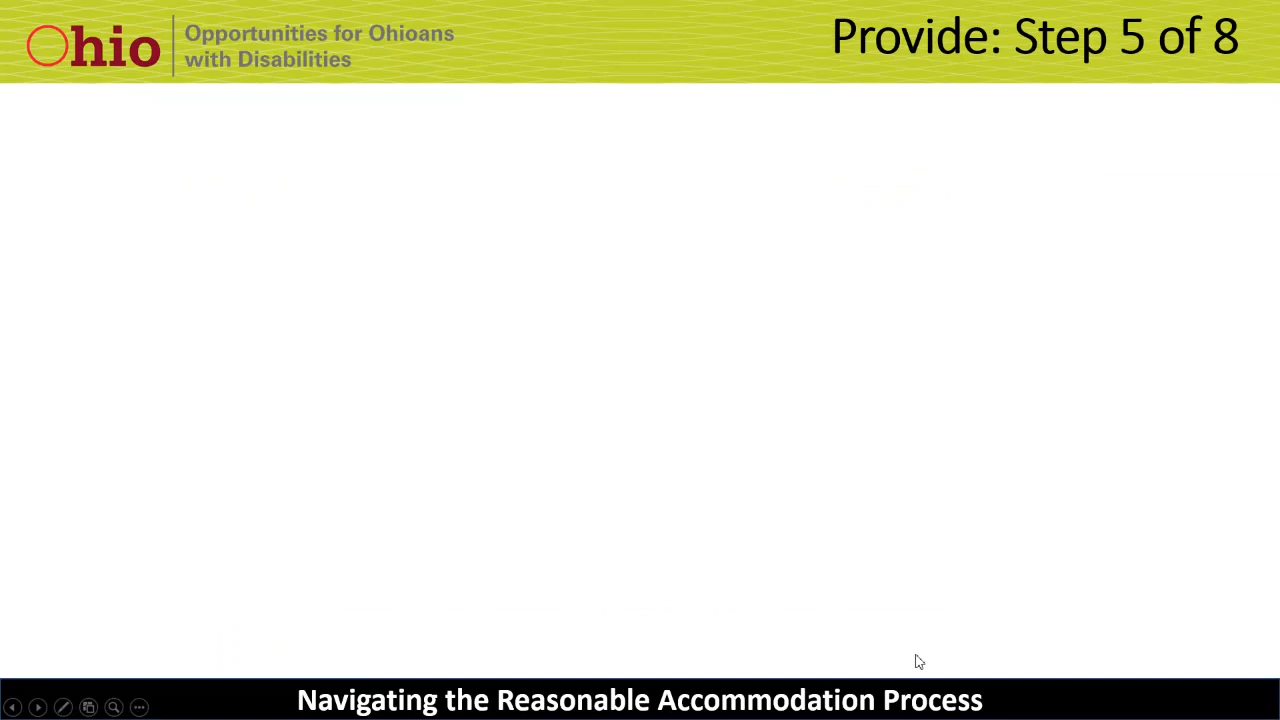 Ohio
Opportunities for Ohioans
with Disabilities
Provide: Step 5 of 8
Navigating the Reasonable Accommodation Process